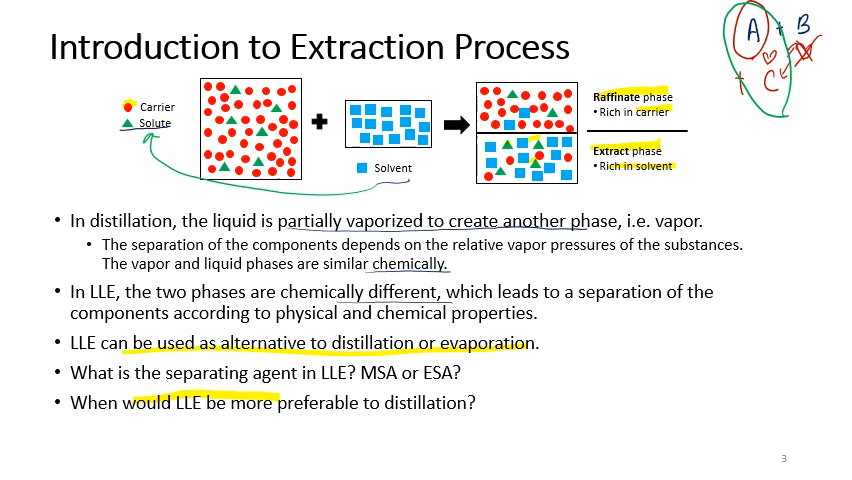 Introduction to Extraction Process
A + B
+ C
Carrier
Solute
Solvent
Raffinate phase
• Rich in carrier
Extract phase
• Rich in solvent
• In distillation, the liquid is partially vaporized to create another phase, i.e. vapor.
• The separation of the components depends on the relative vapor pressures of the substances.
The vapor and liquid phases are similar chemically.
• In LLE, the two phases are chemically different, which leads to a separation of the
components according to physical and chemical properties.
• LLE can be used as alternative to distillation or evaporation.
• What is the separating agent in LLE? MSA or ESA?
• When would LLE be more preferable to distillation?
3